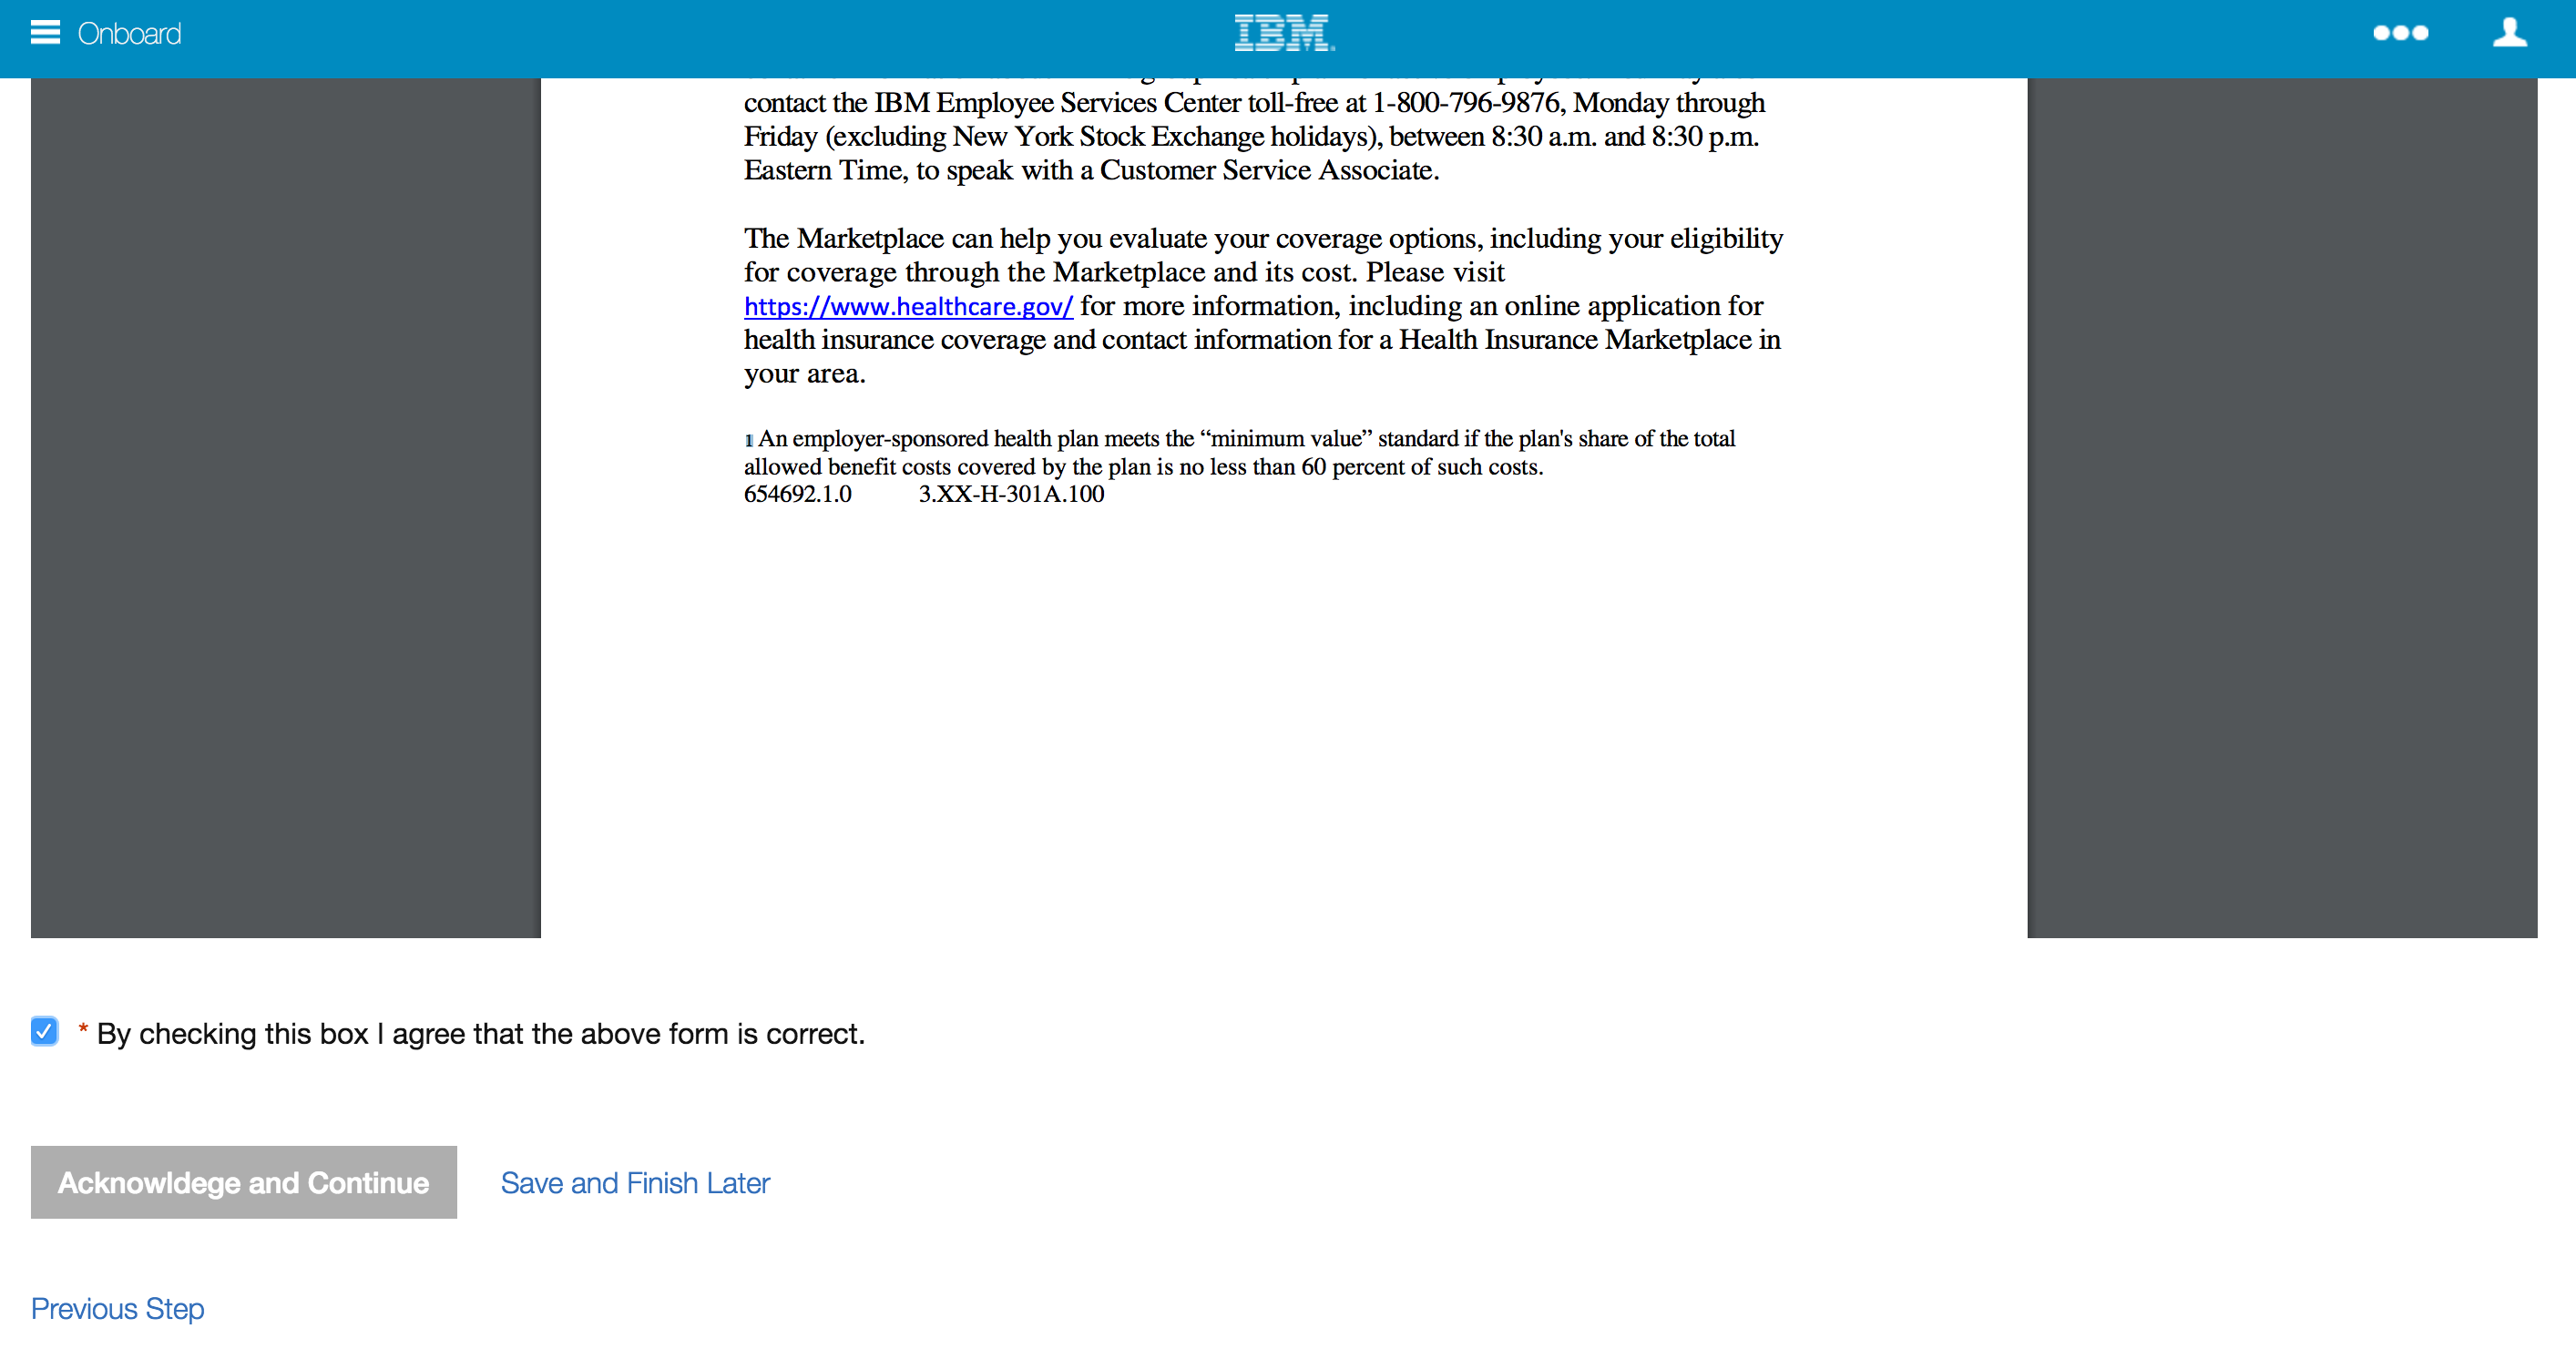 Onboard
IBM
contact the IBM Employee Services Center toll-free at 1-800-796-9876, Monday through
Friday (excluding New York Stock Exchange holidays), between 8:30 a.m. and 8:30 p.m.
Eastern Time, to speak with a Customer Service Associate.
The Marketplace can help you evaluate your coverage options, including your eligibility
for coverage through the Marketplace and its cost. Please visit
https://www.healthcare.gov/ for more information, including an online application for
health insurance coverage and contact information for a Health Insurance Marketplace in
your area.
1 An employer-sponsored health plan meets the “minimum value” standard if the plan's share of the total
allowed benefit costs covered by the plan is no less than 60 percent of such costs.
654692.1.0 3.XX-H-301A.100
* By checking this box I agree that the above form is correct.
Acknowldege and Continue Save and Finish Later
Previous Step